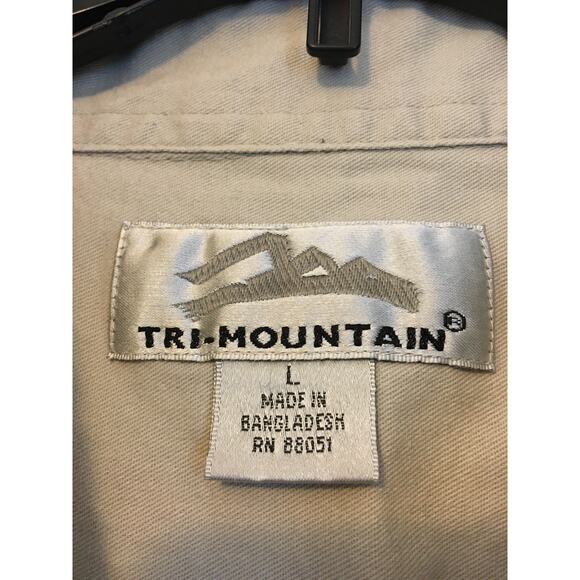 TRI-MOUNTAIN®
L
MADE IN
BANGLADESH
RN 88051